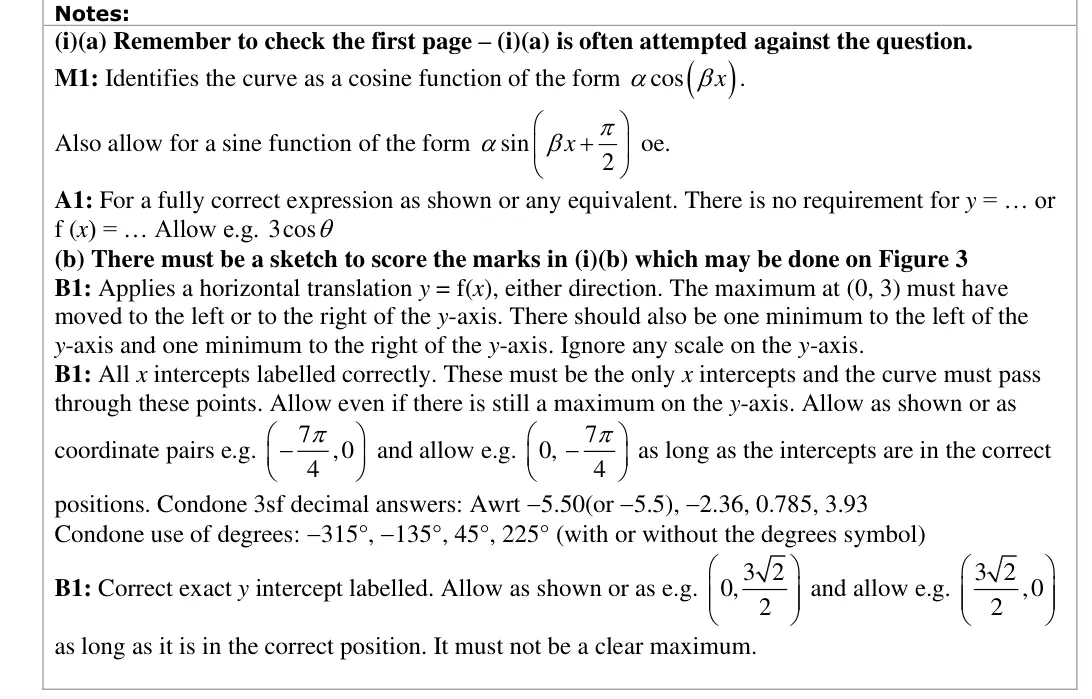 Notes:
(i)(a) Remember to check the first page – (i)(a) is often attempted against the question.
M1: Identifies the curve as a cosine function of the form α cos(βx).
Also allow for a sine function of the form α sin(βx + π/2) oe.
A1: For a fully correct expression as shown or any equivalent. There is no requirement for y = … or
f (x) = … Allow e.g. 3cosθ
(b) There must be a sketch to score the marks in (i)(b) which may be done on Figure 3
B1: Applies a horizontal translation y = f(x), either direction. The maximum at (0, 3) must have
moved to the left or to the right of the y-axis. There should also be one minimum to the left of the
y-axis and one minimum to the right of the y-axis. Ignore any scale on the y-axis.
B1: All x intercepts labelled correctly. These must be the only x intercepts and the curve must pass
through these points. Allow even if there is still a maximum on the y-axis. Allow as shown or as
coordinate pairs e.g. (−7π/4, 0) and allow e.g. (0, −7π/4) as long as the intercepts are in the correct
positions. Condone 3sf decimal answers: Awrt –5.50(or –5.5), –2.36, 0.785, 3.93
Condone use of degrees: –315°, –135°, 45°, 225° (with or without the degrees symbol)
B1: Correct exact y intercept labelled. Allow as shown or as e.g. (0, 3√2/2) and allow e.g. (3√2/2, 0)
as long as it is in the correct position. It must not be a clear maximum.